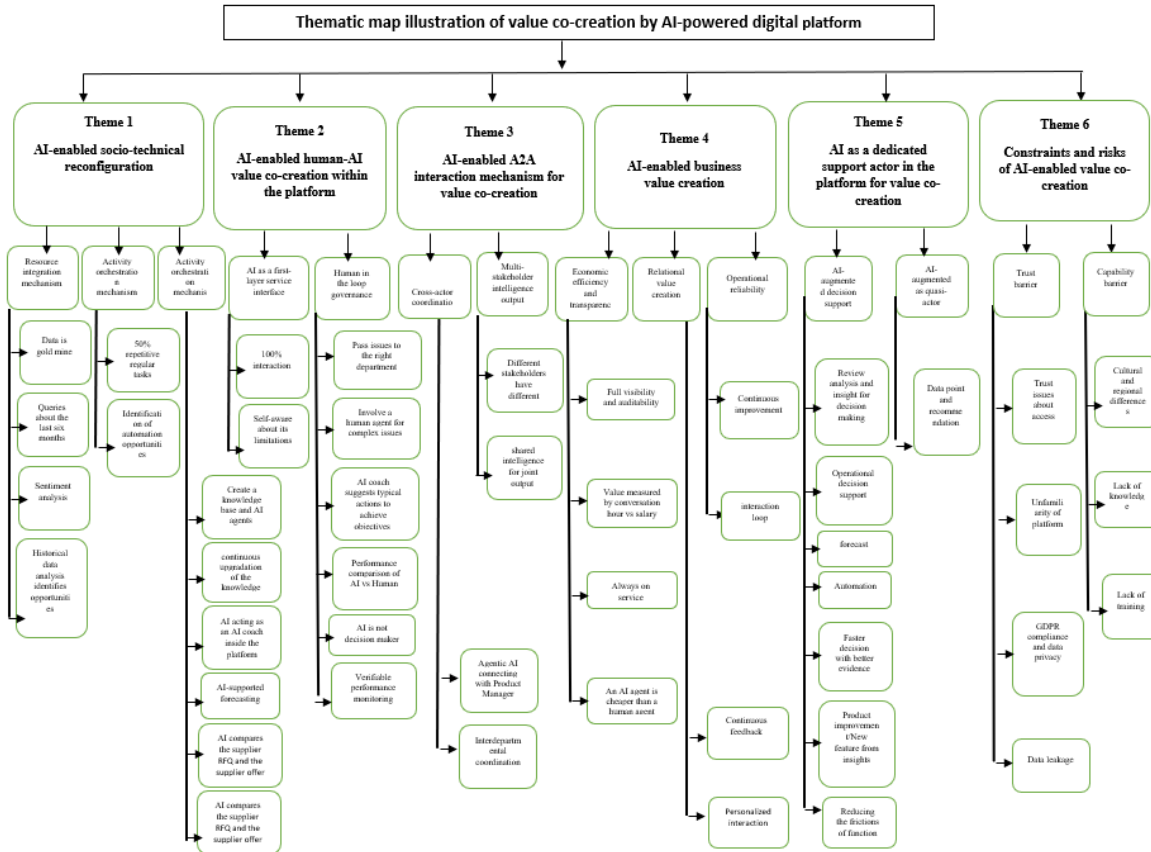 Thematic map illustration of value co-creation by AI-powered digital platform
Theme 1
AI-enabled socio-technical
reconfiguration
Theme 2
AI-enabled human-AI
value co-creation within
the platform
Theme 3
AI-enabled A2A
interaction mechanism for
value co-creation
Theme 4
AI-enabled business
value creation
Theme 5
AI as a dedicated
support actor in the
platform for value co-
creation
Theme 6
Constraints and risks
of AI-enabled value co-
creation
Resource
integration
mechanism
Activity
orchestratio
n
mechanism
Activity
orchestrati
on
mechanis
AI as a first-
layer service
interface
Human in
the loop
governance
Cross-actor
coordinatio
Multi-
stakeholder
intelligence
output
Economic
efficiency
and
transparenc
Relational
value
creation
Operational
reliability
AI-
augmente
d decision
support
AI-
augmented
as quasi-
actor
Trust
barrier
Capability
barrier
Data is
gold mine
Queries
about the
last six
months
Sentiment
analysis
Historical
data
analysis
identifies
opportuniti
es
50%
repetitive
regular
tasks
Identificati
on of
automation
opportuniti
es
Create a
knowledge
base and AI
agents
continuous
upgradation
of the
knowledge
AI acting as
an AI coach
inside the
platform
AI-supported
forecasting
AI compares
the supplier
RFQ and the
supplier offer
AI compares
the supplier
RFQ and the
supplier offer
100%
interaction
Self-aware
about its
limitations
Pass issues to
the right
department
Involve a
human agent for
complex issues
AI coach
suggests typical
actions to
achieve
objectives
Performance
comparison of
AI vs Human
AI is not
decision maker
Verifiable
performance
monitoring
Agentic AI
connecting with
Product
Manager
Interdepartm
ental
coordination
Different
stakeholders
have
different
shared
intelligence
for joint
output
Full visibility
and auditability
Value measured
by conversation
hour vs salary
Always on
service
An AI agent is
cheaper than a
human agent
Continuous
feedback
Personalized
interaction
Continuous
improvement
interaction
loop
Review
analysis and
insight for
decision
making
Operational
decision
support
forecast
Automation
Faster
decision
with better
evidence
Product
improvemen
t/New
feature from
insights
Reducing
the frictions
of function
Data point
and
recomme
ndation
Trust
issues about
access
Unfamili
arity of
platform
GDPR
compliance
and data
privacy
Data leakage
Cultural
and
regional
difference
s
Lack of
knowledg
e
Lack of
training